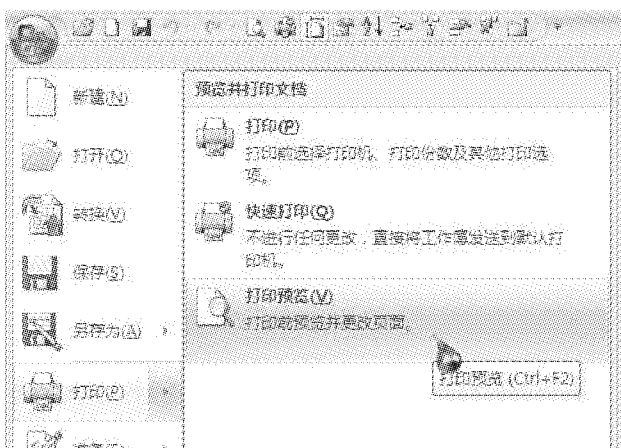 新建(N)
打开(O)
转换(V)
保存(S)
另存为(A)
打印(P)
预览并打印文档
打印(P)
打印前选择打印机、打印份数及其他打印选
项。
快速打印(Q)
不进行任何更改，直接将工作簿发送到默认打
印机。
打印预览(V)
打印前预览并更改页面。
打印预览 (Ctrl+F2)